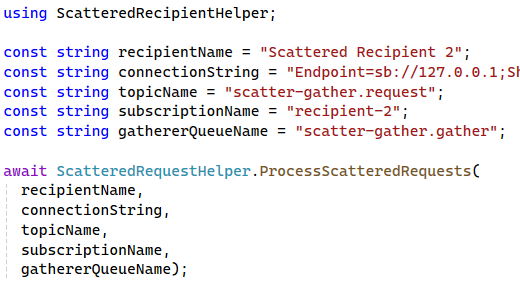 using ScatteredRecipientHelper;
const string recipientName = "Scattered Recipient 2";
const string connectionString = "Endpoint=sb://127.0.0.1;Sh
const string topicName = "scatter-gather.request";
const string subscriptionName = "recipient-2";
const string gathererQueueName = "scatter-gather.gather";
await ScatteredRequestHelper.ProcessScatteredRequests(
recipientName,
connectionString,
topicName,
subscriptionName,
gathererQueueName);